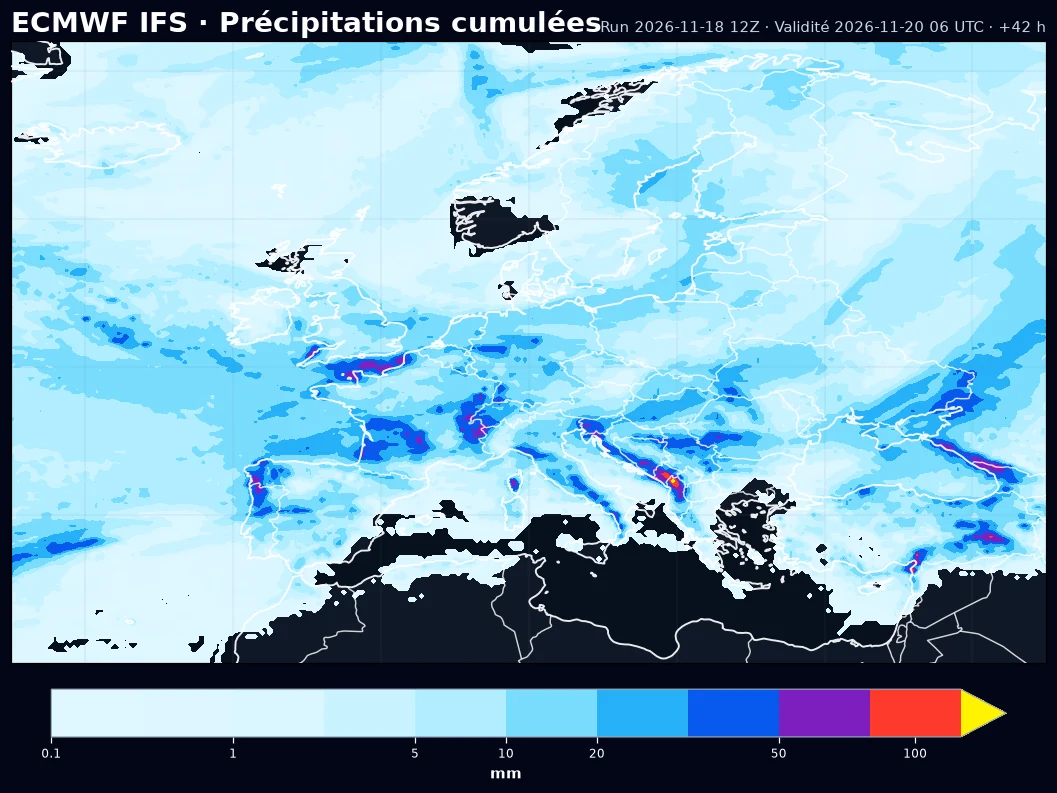 ECMWF IFS · Précipitations cumulées
Run 2026-11-18 12Z · Validité 2026-11-20 06 UTC · +42 h
0.1 1 5 10 20 50 100
mm